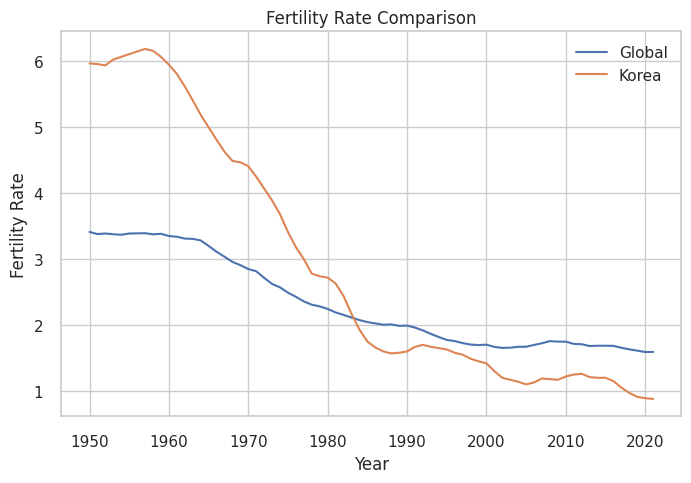 Fertility Rate Comparison
Global
Korea
Fertility Rate
6
5
4
3
2
1
1950 1960 1970 1980 1990 2000 2010 2020
Year